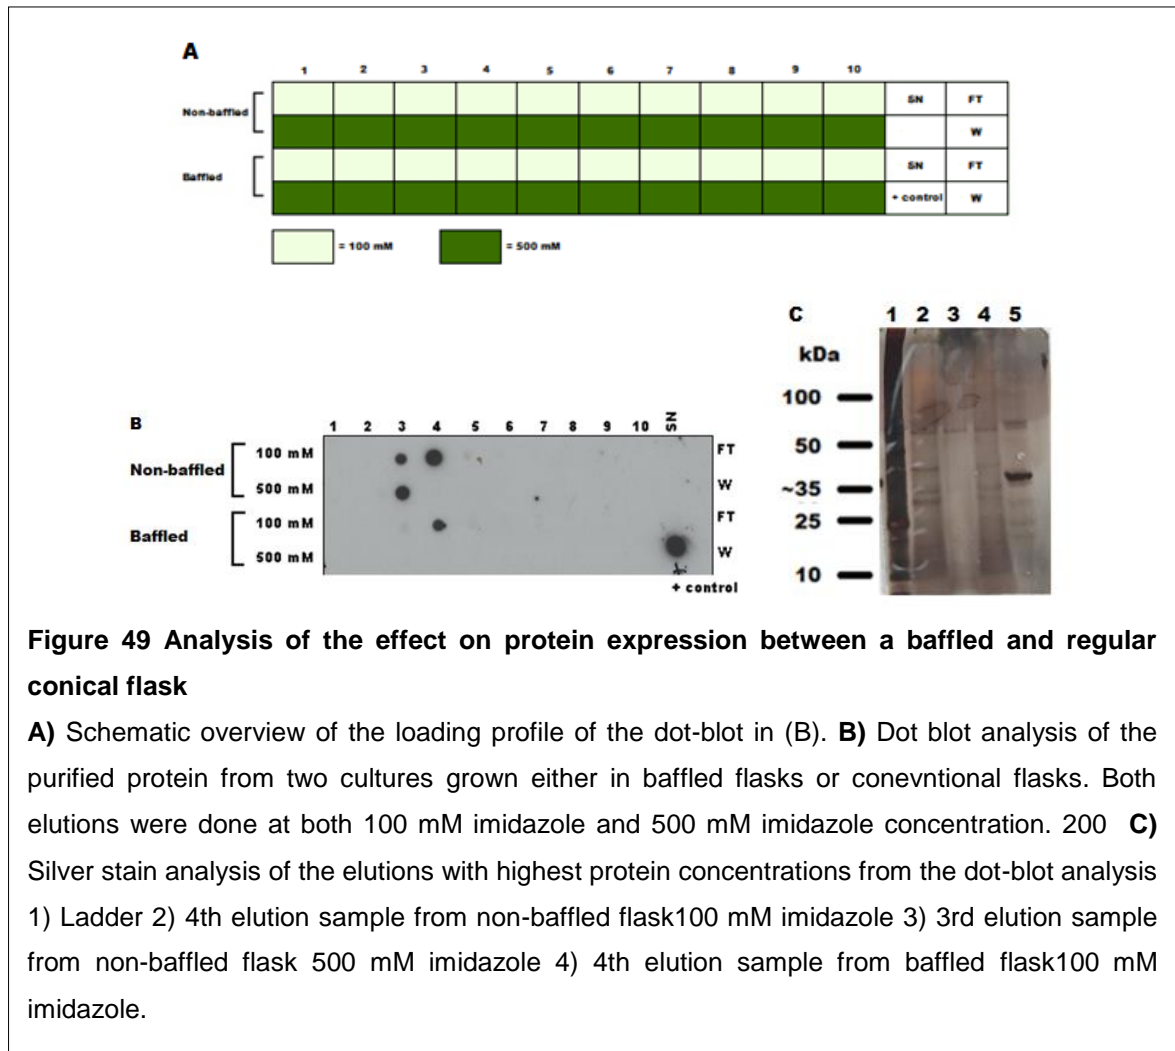 A
1 2 3 4 5 6 7 8 9 10
Non-baffled
SN FT
W
Baffled
SN FT
+ control W
= 100 mM = 500 mM
C 1 2 3 4 5
kDa
100
50
~35
25
10
B 1 2 3 4 5 6 7 8 9 10 SN
Non-baffled
100 mM FT
500 mM W
Baffled
100 mM FT
500 mM W
+ control
Figure 49 Analysis of the effect on protein expression between a baffled and regular
conical flask
A) Schematic overview of the loading profile of the dot-blot in (B). B) Dot blot analysis of the
purified protein from two cultures grown either in baffled flasks or conevntional flasks. Both
elutions were done at both 100 mM imidazole and 500 mM imidazole concentration. 200 C)
Silver stain analysis of the elutions with highest protein concentrations from the dot-blot analysis
1) Ladder 2) 4th elution sample from non-baffled flask100 mM imidazole 3) 3rd elution sample
from non-baffled flask 500 mM imidazole 4) 4th elution sample from baffled flask100 mM
imidazole.